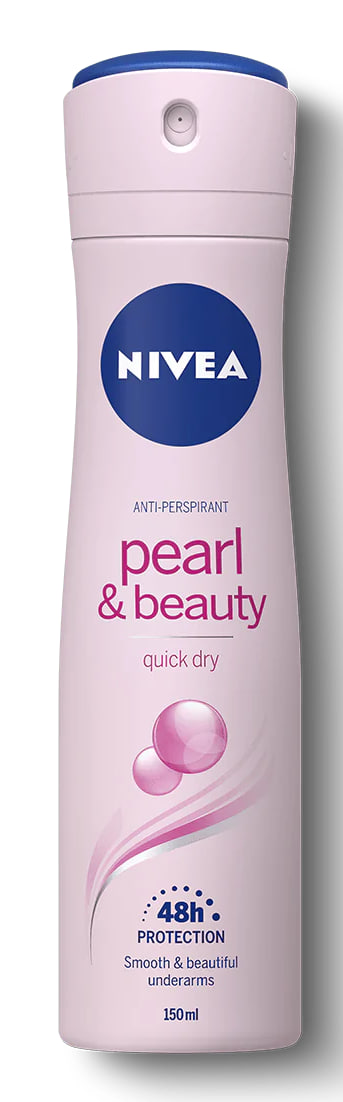 NIVEA
ANTI-PERSPIRANT
pearl
& beauty
quick dry
48h
PROTECTION
Smooth & beautiful
underarms
150ml